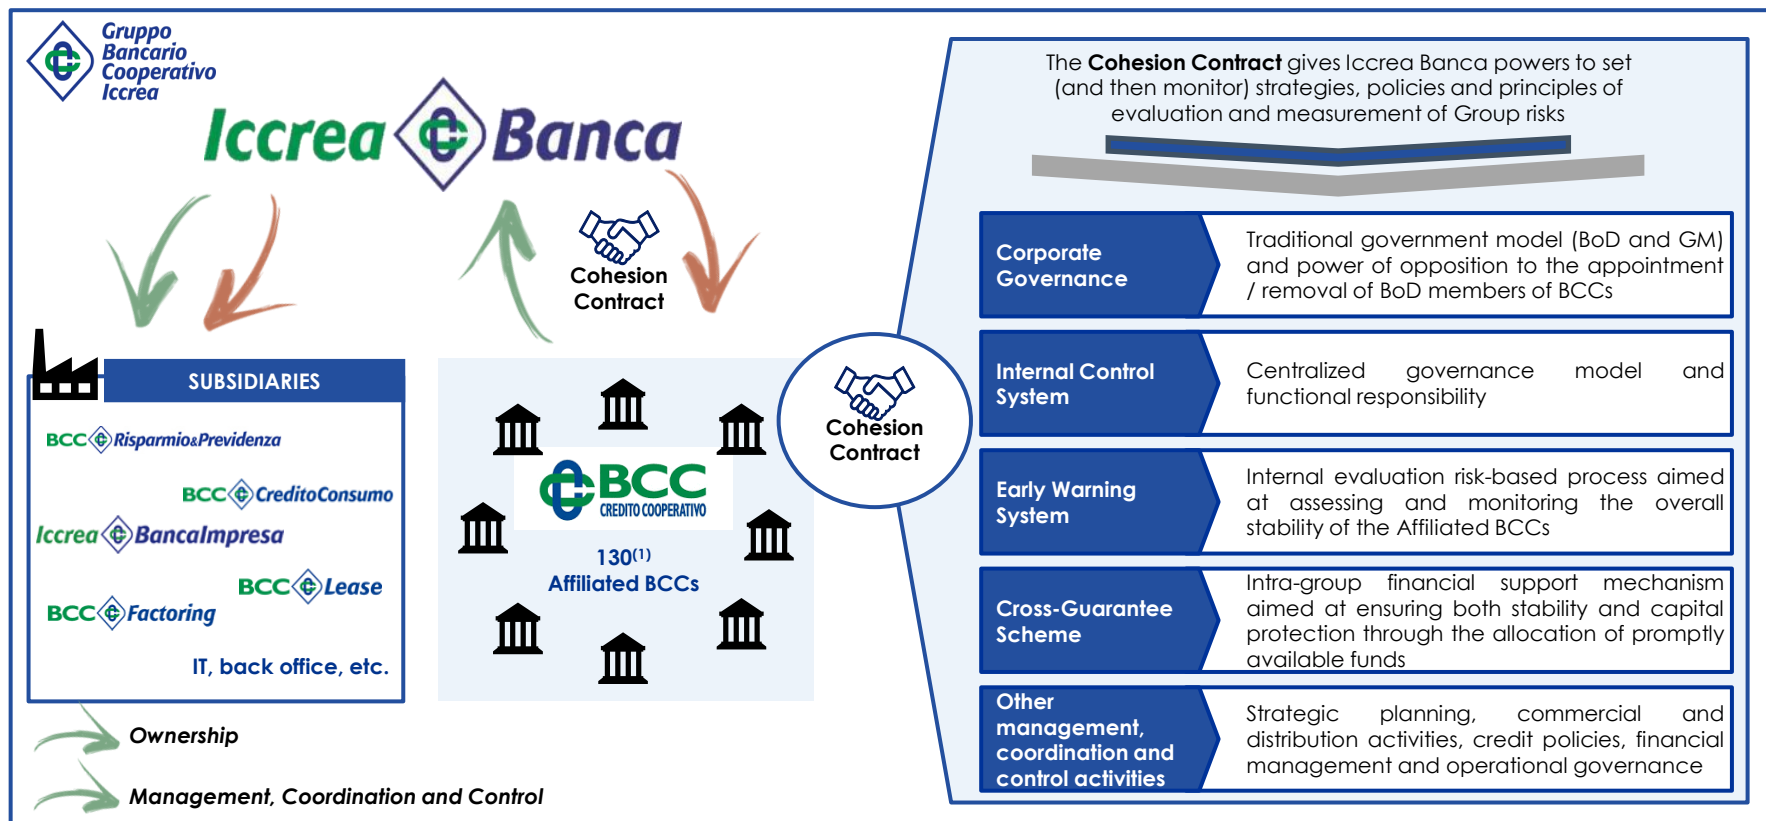 Gruppo
Bancario
Cooperativo
Iccrea
Iccrea Banca
Cohesion
Contract
SUBSIDIARIES
BCC Risparmio&Previdenza
BCC CreditoConsumo
Iccrea BancaImpresa
BCC Lease
BCC Factoring
IT, back office, etc.
BCC
CREDITO COOPERATIVO
130(1)
Affiliated BCCs
Ownership
Management, Coordination and Control
Cohesion
Contract
The Cohesion Contract gives Iccrea Banca powers to set
(and then monitor) strategies, policies and principles of
evaluation and measurement of Group risks
Corporate
Governance
Traditional government model (BoD and GM)
and power of opposition to the appointment
/ removal of BoD members of BCCs
Internal Control
System
Centralized governance model and
functional responsibility
Early Warning
System
Internal evaluation risk-based process aimed
at assessing and monitoring the overall
stability of the Affiliated BCCs
Cross-Guarantee
Scheme
Intra-group financial support mechanism
aimed at ensuring both stability and capital
protection through the allocation of promptly
available funds
Other
management,
coordination and
control activities
Strategic planning, commercial and
distribution activities, credit policies, financial
management and operational governance